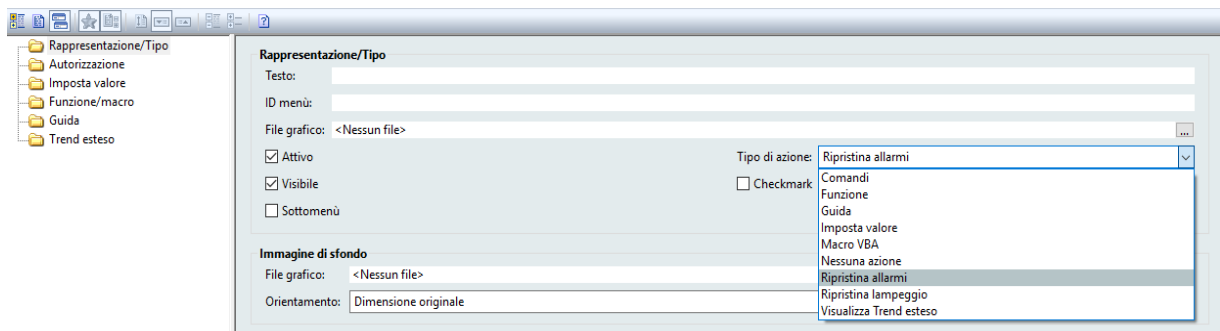 Rappresentazione/Tipo
Autorizzazione
Imposta valore
Funzione/macro
Guida
Trend esteso
Rappresentazione/Tipo
Testo:
ID menù:
File grafico: <Nessun file>
...
Attivo
Tipo di azione: Ripristina allarmi
Visibile
Checkmark
Sottomenù
Comandi
Funzione
Guida
Imposta valore
Macro VBA
Nessuna azione
Ripristina allarmi
Ripristina lampeggio
Visualizza Trend esteso
Immagine di sfondo
File grafico: <Nessun file>
Orientamento: Dimensione originale